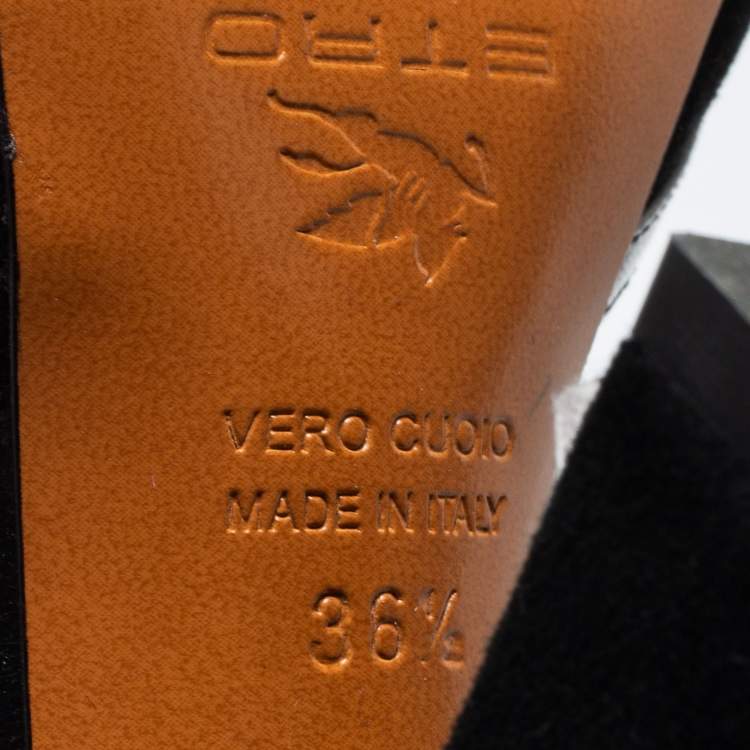 ETRO
VERO CUOIO
MADE IN ITALY
36½